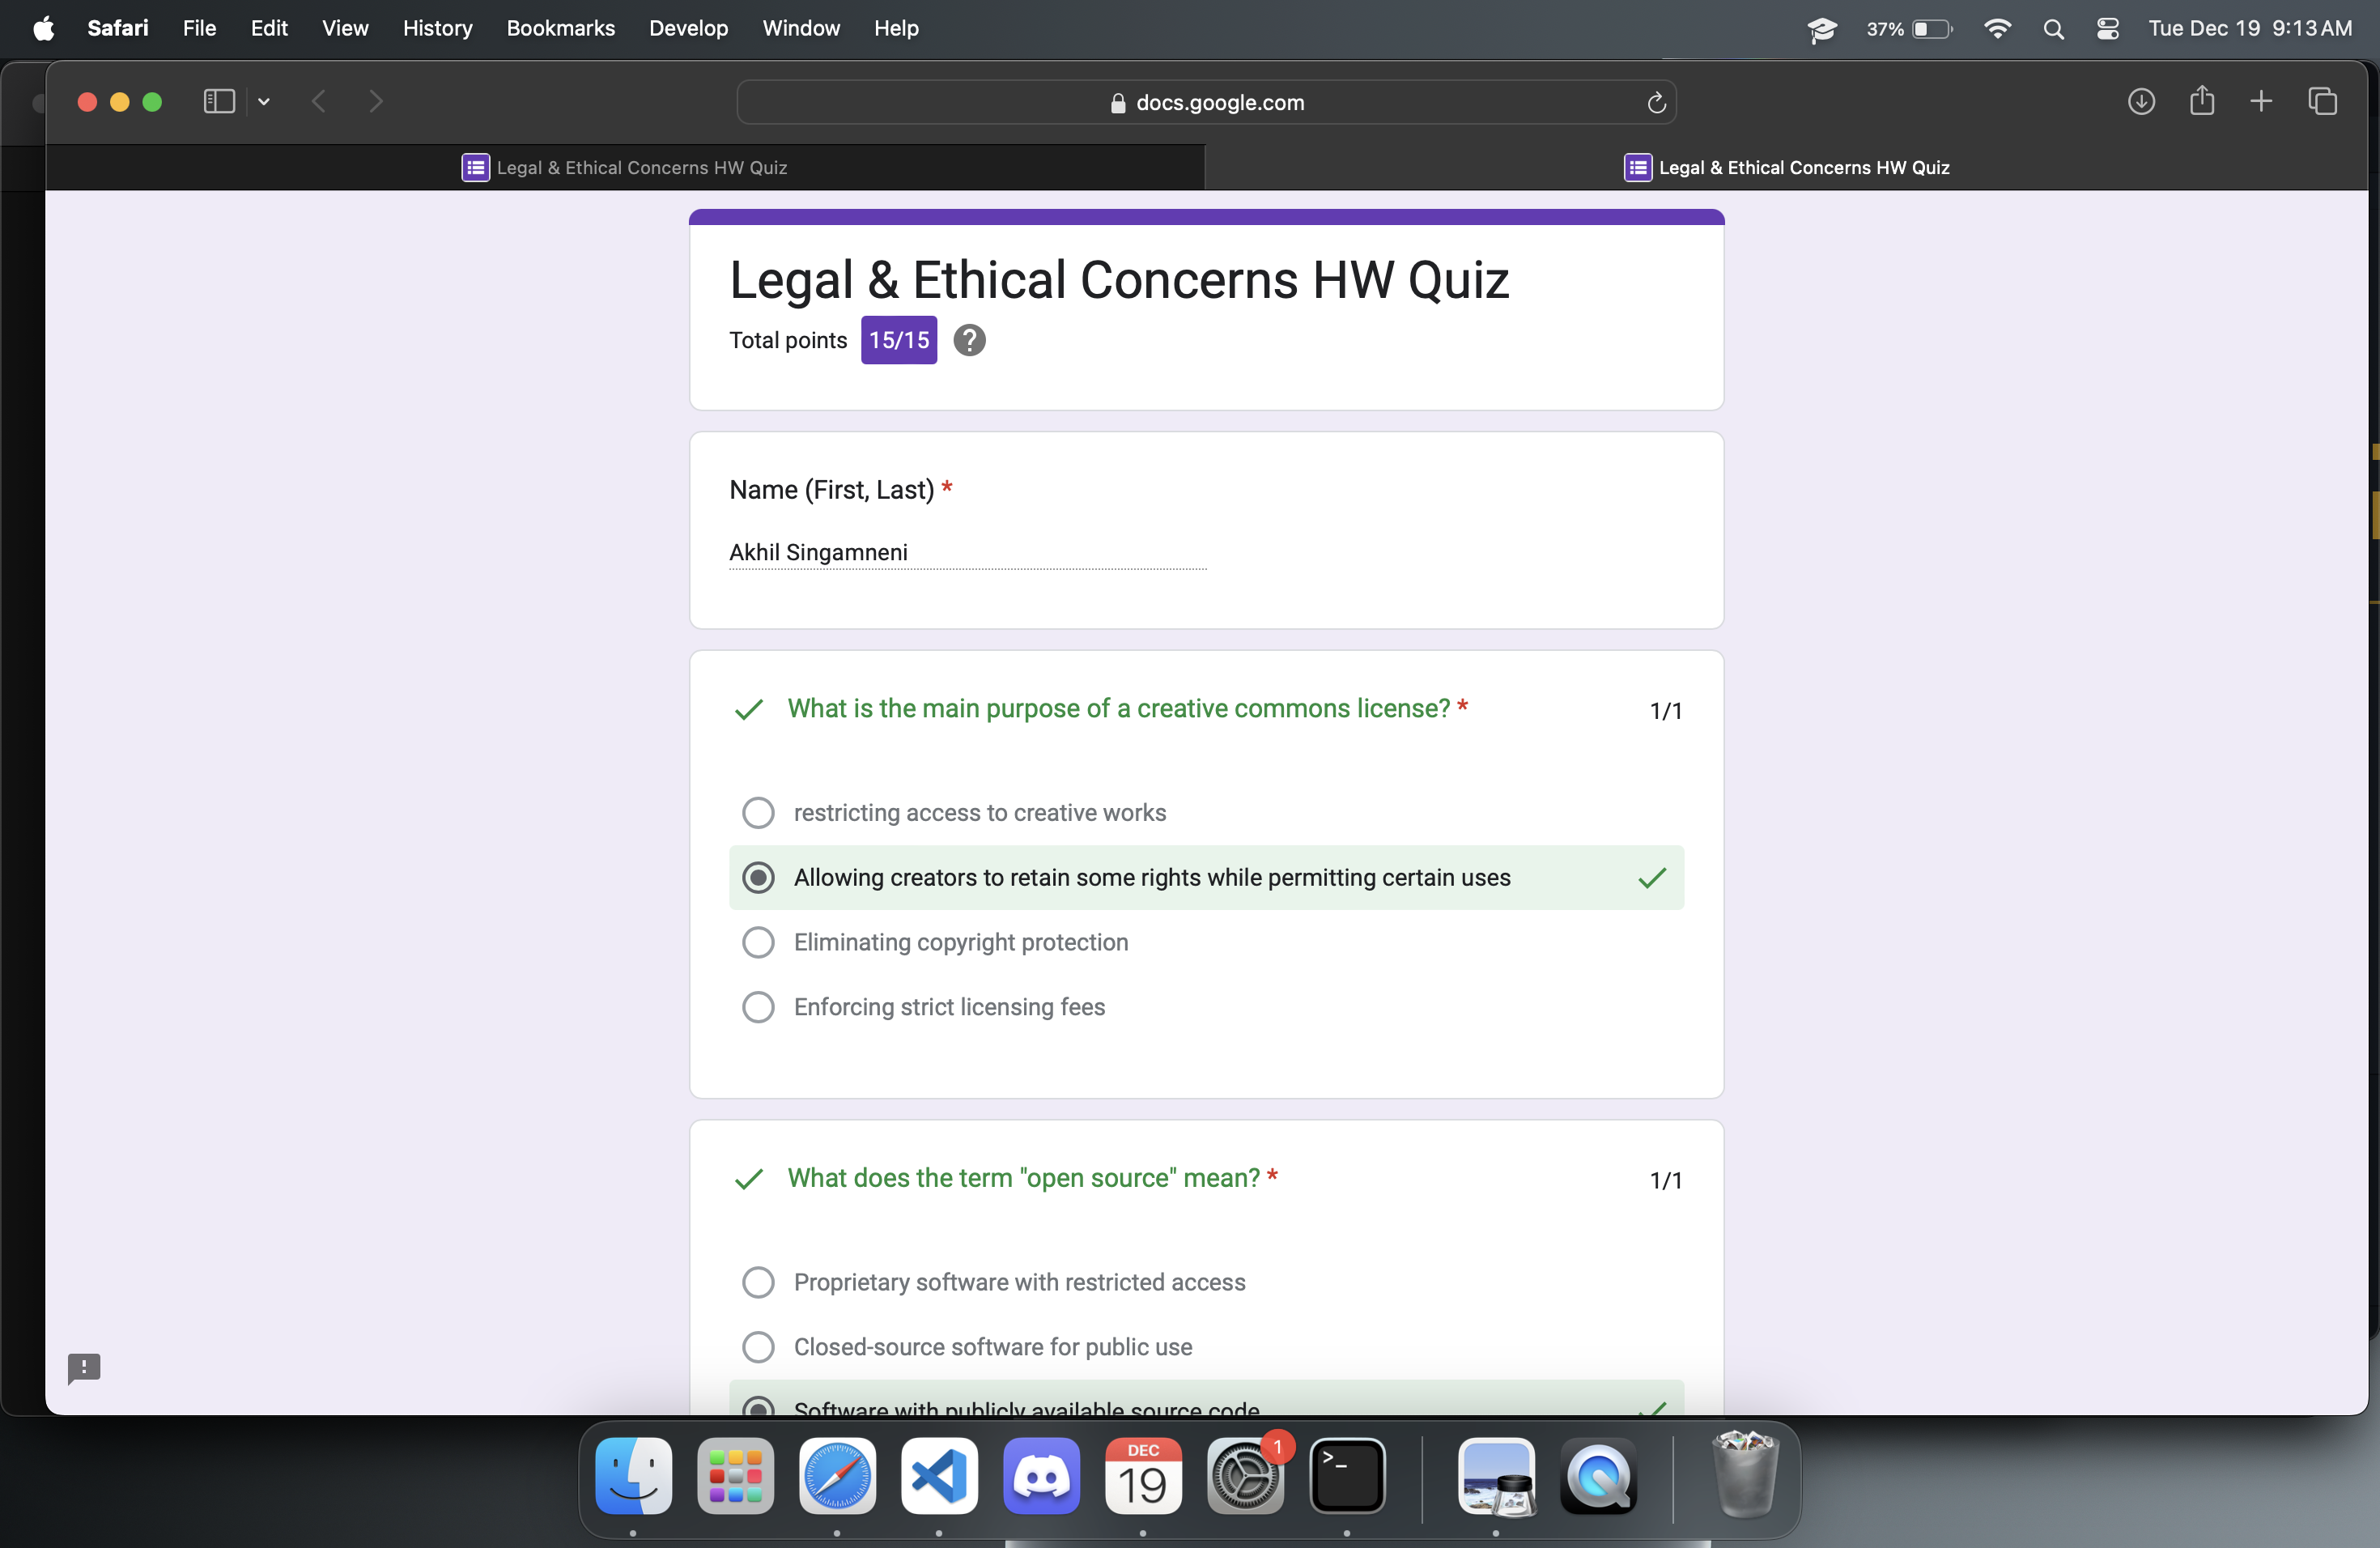 Safari File Edit View History Bookmarks Develop Window Help 37% Tue Dec 19 9:13 AM
docs.google.com
Legal & Ethical Concerns HW Quiz
Legal & Ethical Concerns HW Quiz
Legal & Ethical Concerns HW Quiz
Total points 15/15 ?
Name (First, Last) *
Akhil Singamneni
What is the main purpose of a creative commons license? * 1/1
restricting access to creative works
Allowing creators to retain some rights while permitting certain uses
Eliminating copyright protection
Enforcing strict licensing fees
What does the term "open source" mean? * 1/1
Proprietary software with restricted access
Closed-source software for public use
Software with publicly available source code
DEC
19
1
>_